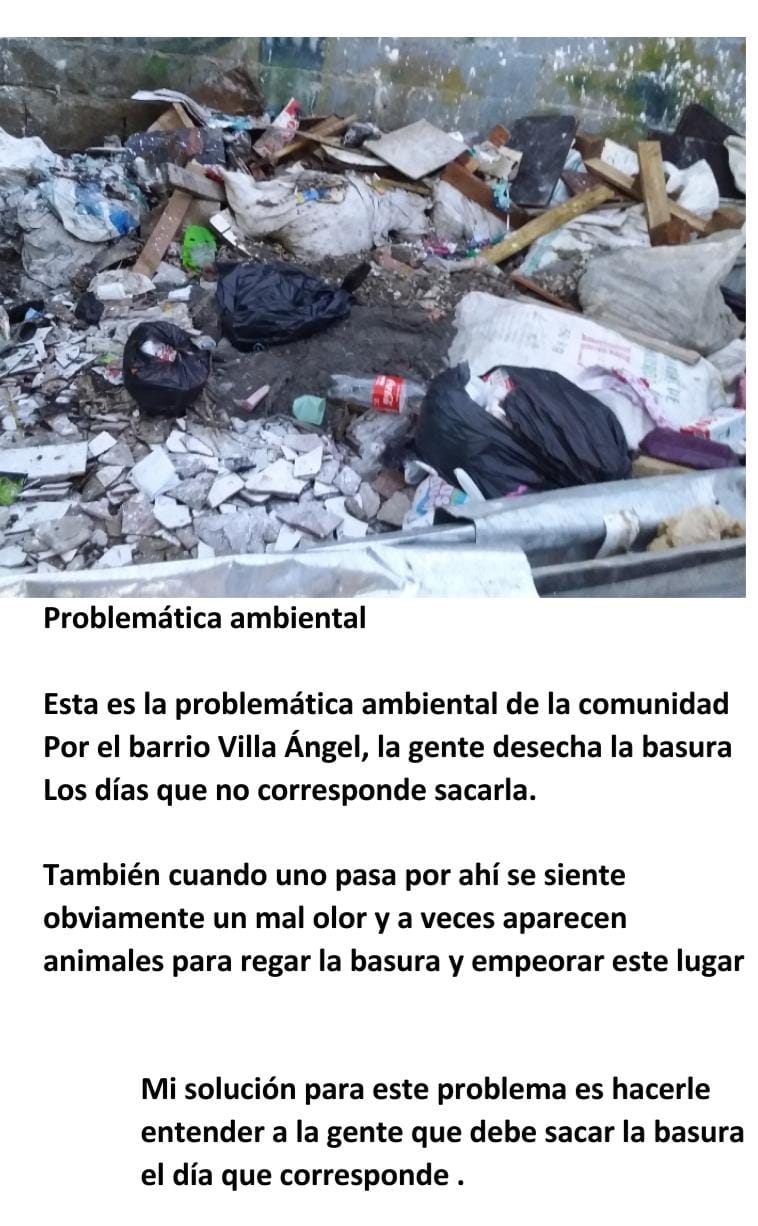 Problemática ambiental
Esta es la problemática ambiental de la comunidad
Por el barrio Villa Ángel, la gente desecha la basura
Los días que no corresponde sacarla.
También cuando uno pasa por ahí se siente
obviamente un mal olor y a veces aparecen
animales para regar la basura y empeorar este lugar
Mi solución para este problema es hacerle
entender a la gente que debe sacar la basura
el día que corresponde .